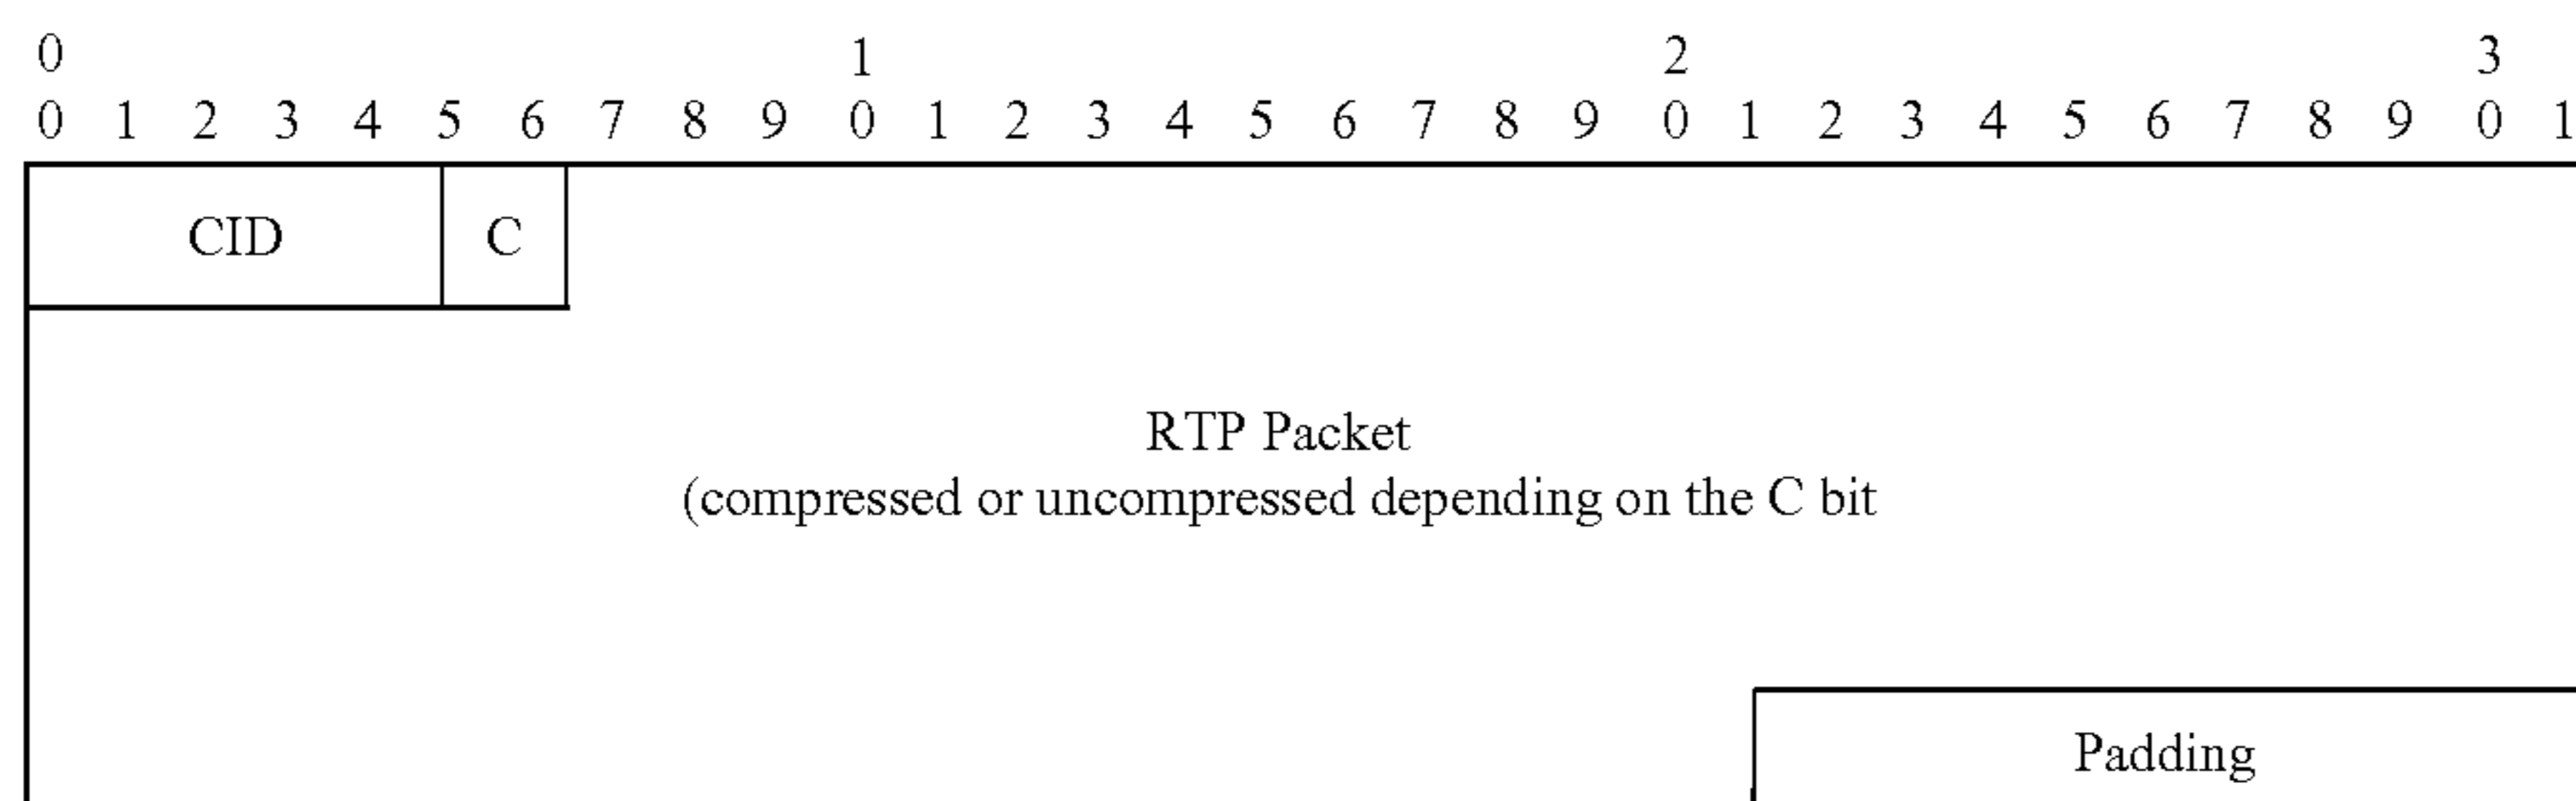 0 1 2 3
0 1 2 3 4 5 6 7 8 9 0 1 2 3 4 5 6 7 8 9 0 1 2 3 4 5 6 7 8 9 0 1
CID C
RTP Packet
(compressed or uncompressed depending on the C bit
Padding